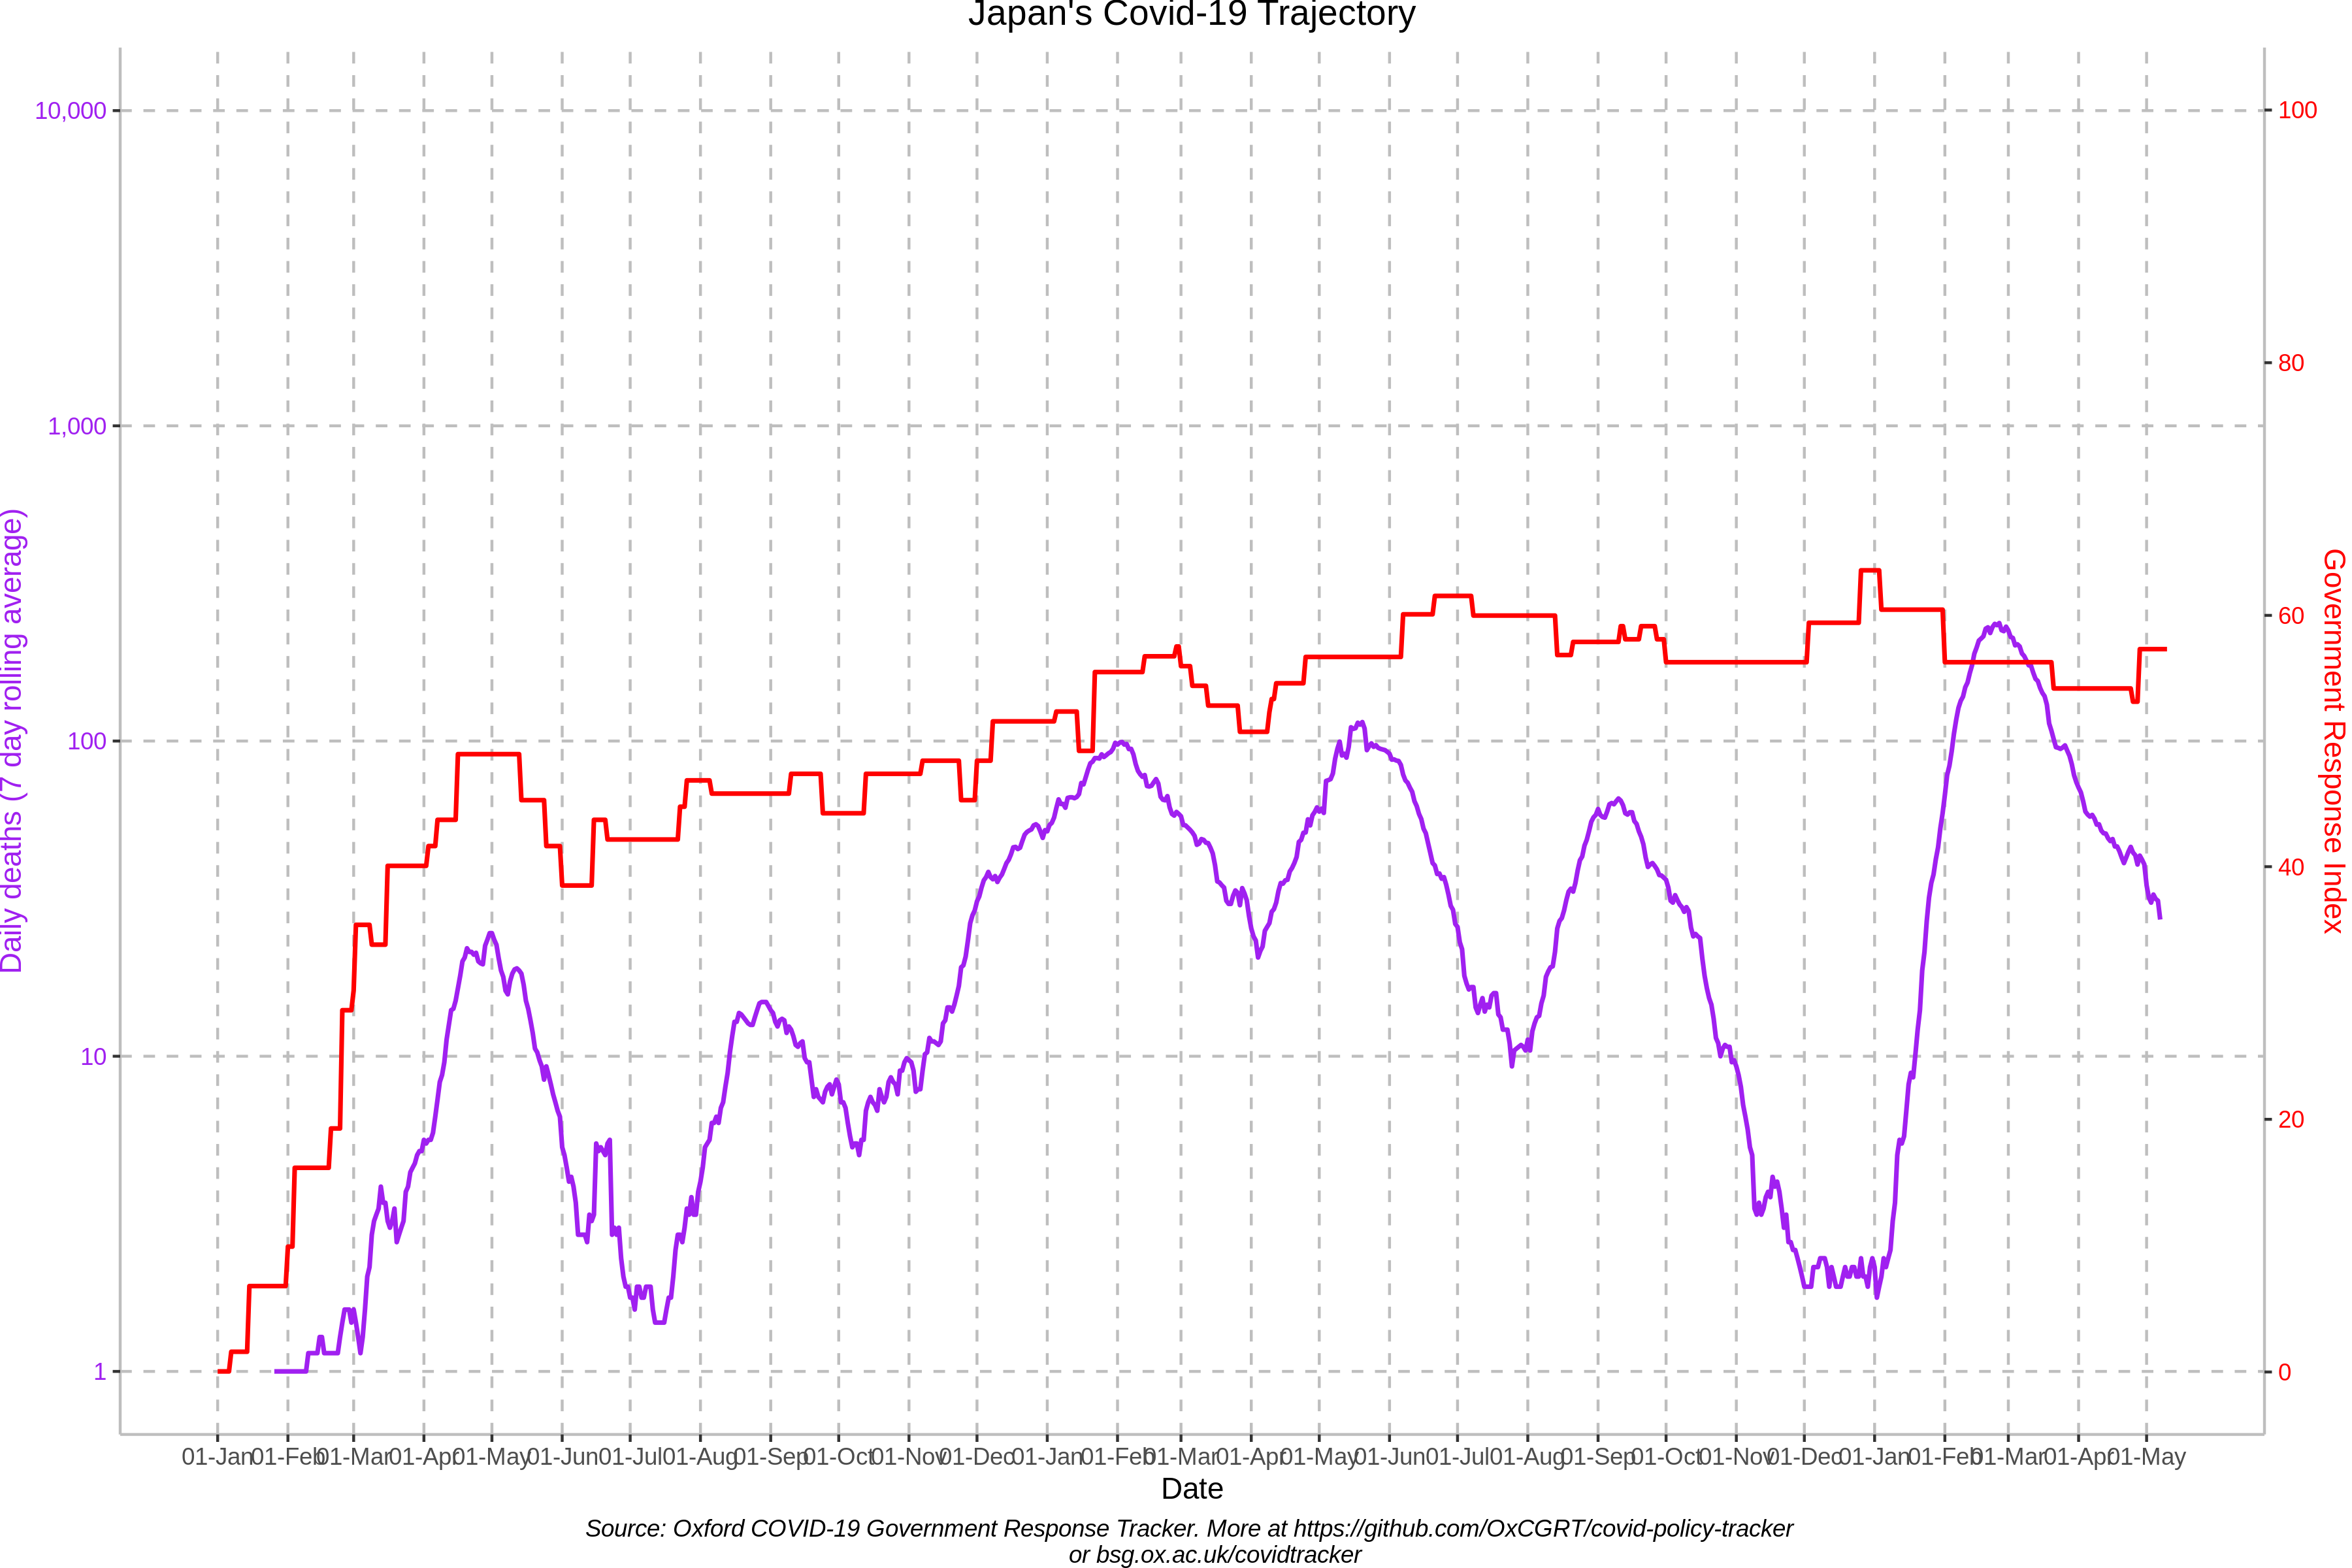 Japan's Covid-19 Trajectory
Daily deaths (7 day rolling average)
10,000
1,000
100
10
1
100
80
60
40
20
0
Government Response Index
01-Jan 01-Feb 01-Mar 01-Apr 01-May 01-Jun 01-Jul 01-Aug 01-Sep 01-Oct 01-Nov 01-Dec 01-Jan 01-Feb 01-Mar 01-Apr 01-May 01-Jun 01-Jul 01-Aug 01-Sep 01-Oct 01-Nov 01-Dec 01-Jan 01-Feb 01-Mar 01-Apr 01-May
Date
Source: Oxford COVID-19 Government Response Tracker. More at https://github.com/OxCGRT/covid-policy-tracker
or bsg.ox.ac.uk/covidtracker